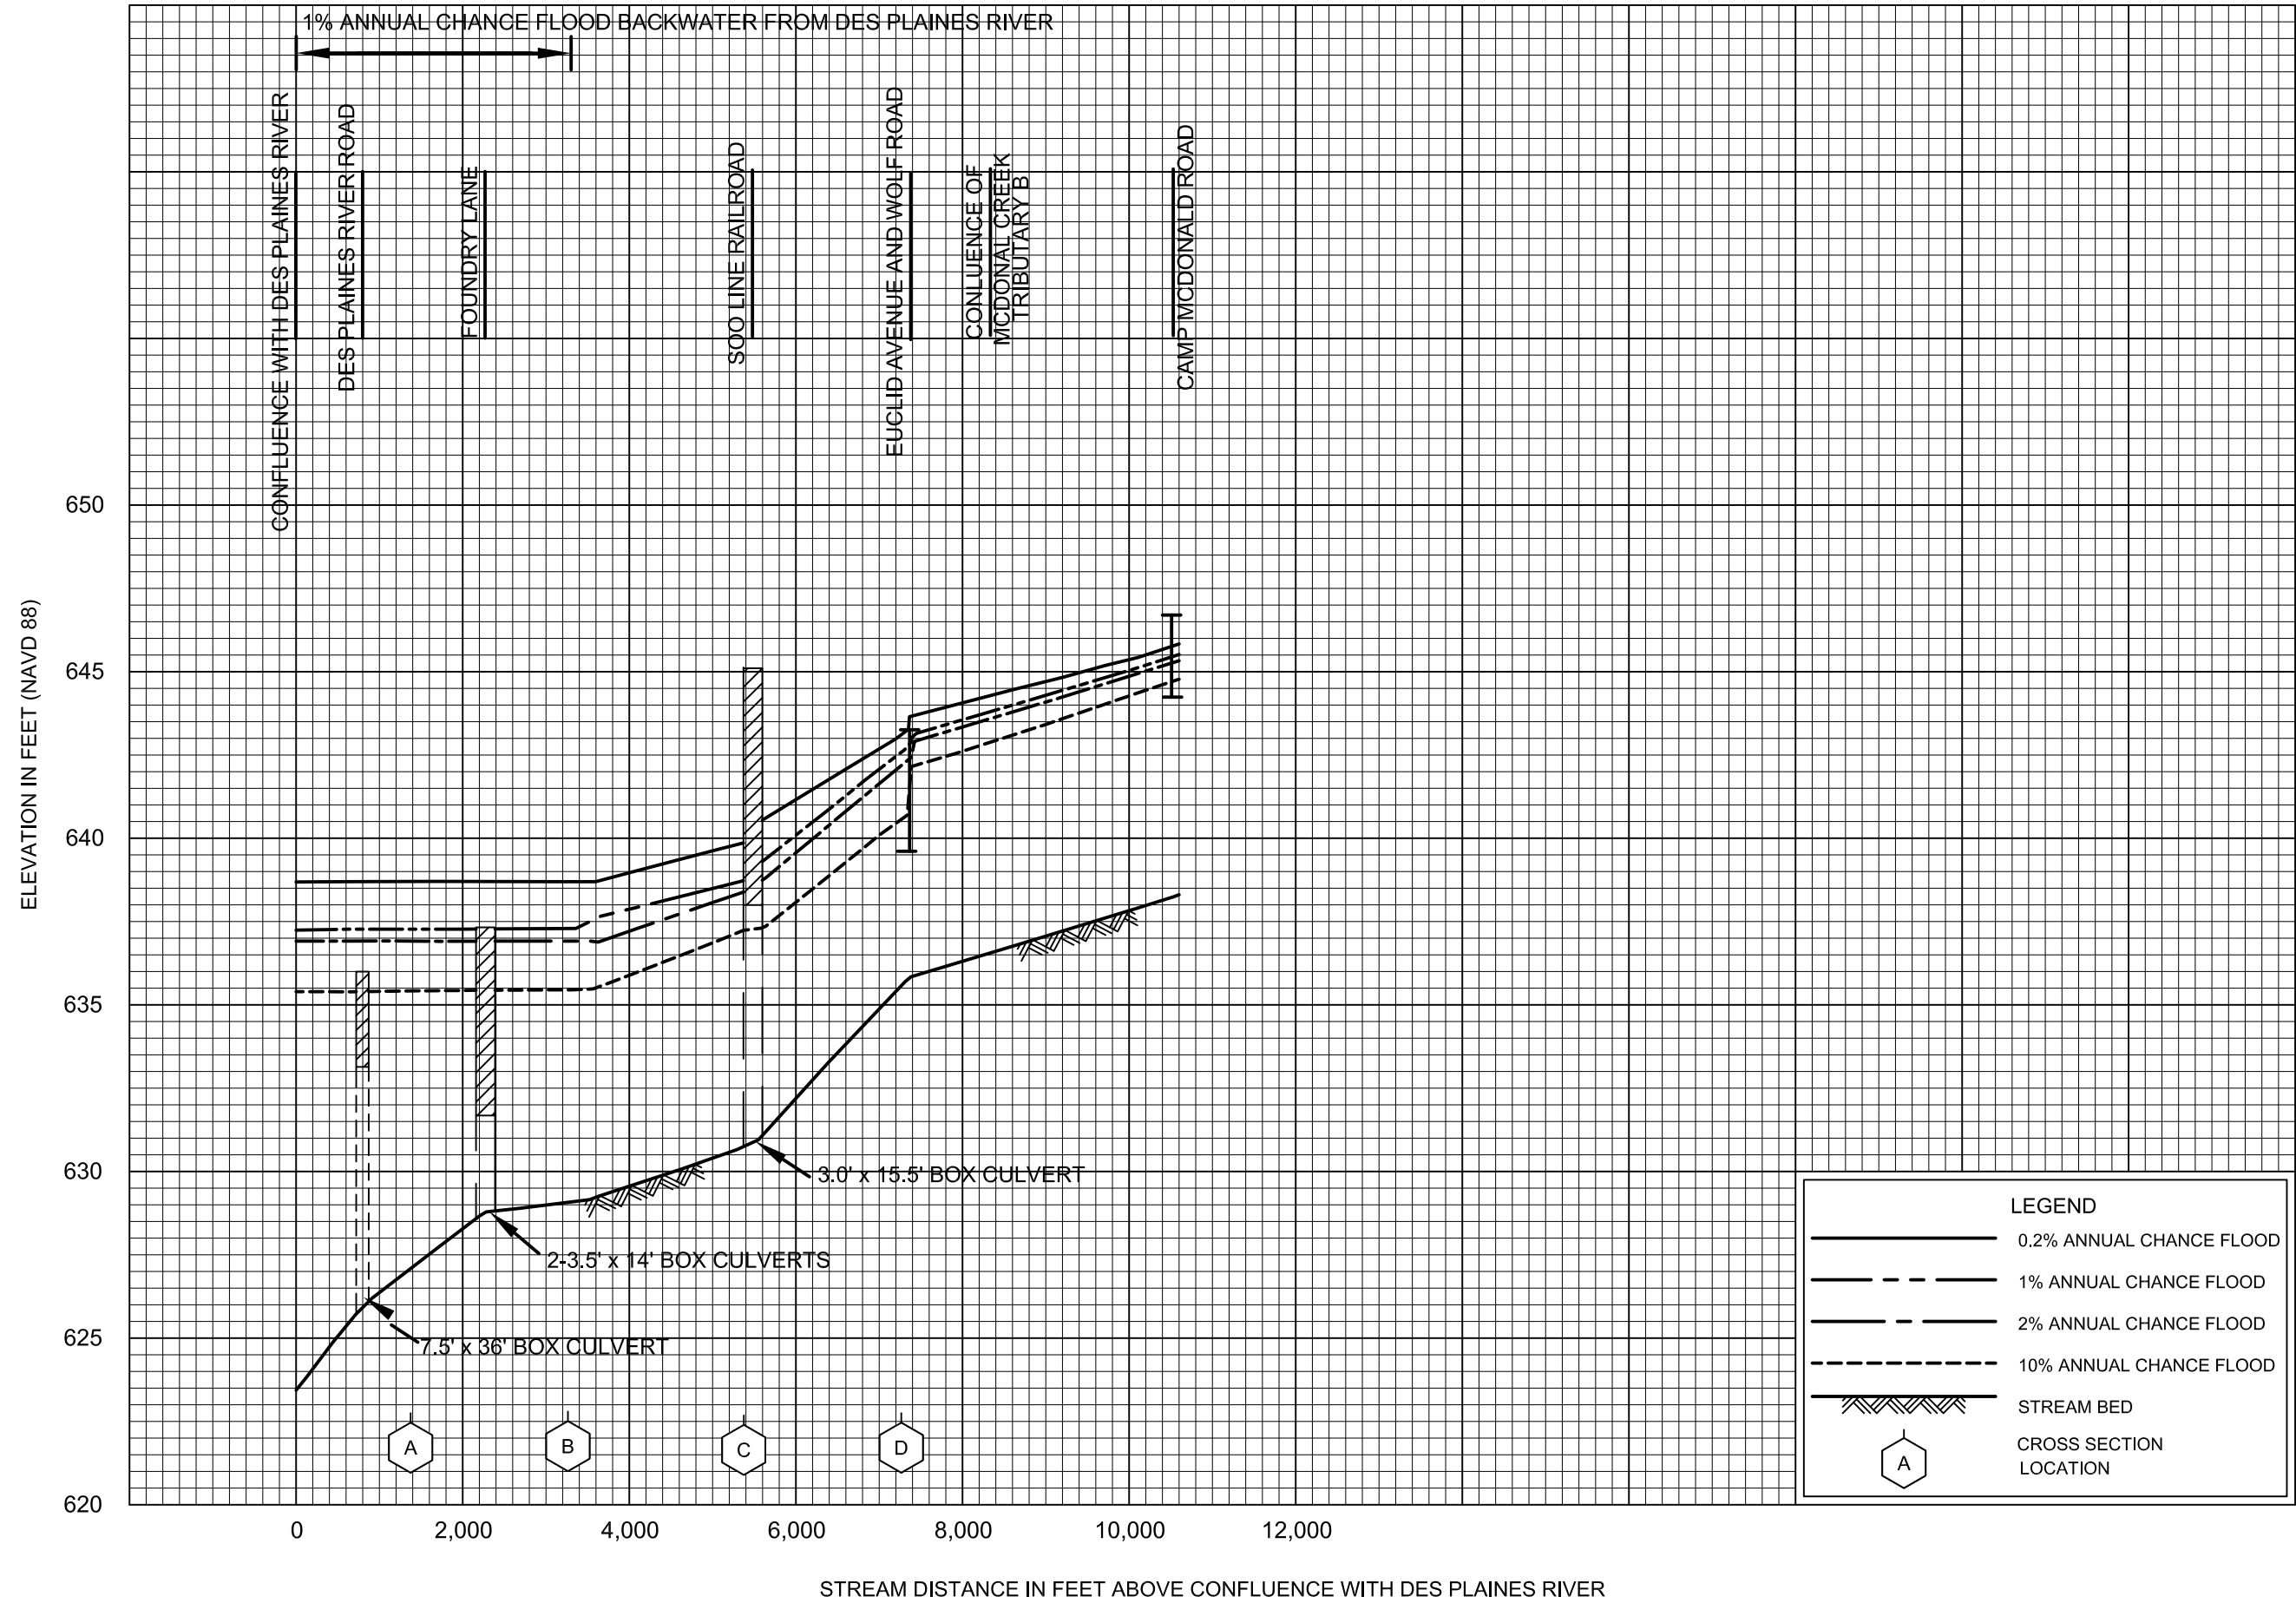 1% ANNUAL CHANCE FLOOD BACKWATER FROM DES PLAINES RIVER
CONFLUENCE WITH DES PLAINES RIVER
DES PLAINES RIVER ROAD
FOUNDRY LANE
SOO LINE RAILROAD
EUCLID AVENUE AND WOLF ROAD
CONLUENCE OF
MCDONAL CREEK
TRIBUTARY B
CAMP MCDONALD ROAD
ELEVATION IN FEET (NAVD 88)
650
645
640
635
630
625
620
3.0' x 15.5' BOX CULVERT
2-3.5' x 14' BOX CULVERTS
7.5' x 36' BOX CULVERT
A
B
C
D
LEGEND
0.2% ANNUAL CHANCE FLOOD
1% ANNUAL CHANCE FLOOD
2% ANNUAL CHANCE FLOOD
10% ANNUAL CHANCE FLOOD
STREAM BED
A
CROSS SECTION
LOCATION
0 2,000 4,000 6,000 8,000 10,000 12,000
STREAM DISTANCE IN FEET ABOVE CONFLUENCE WITH DES PLAINES RIVER